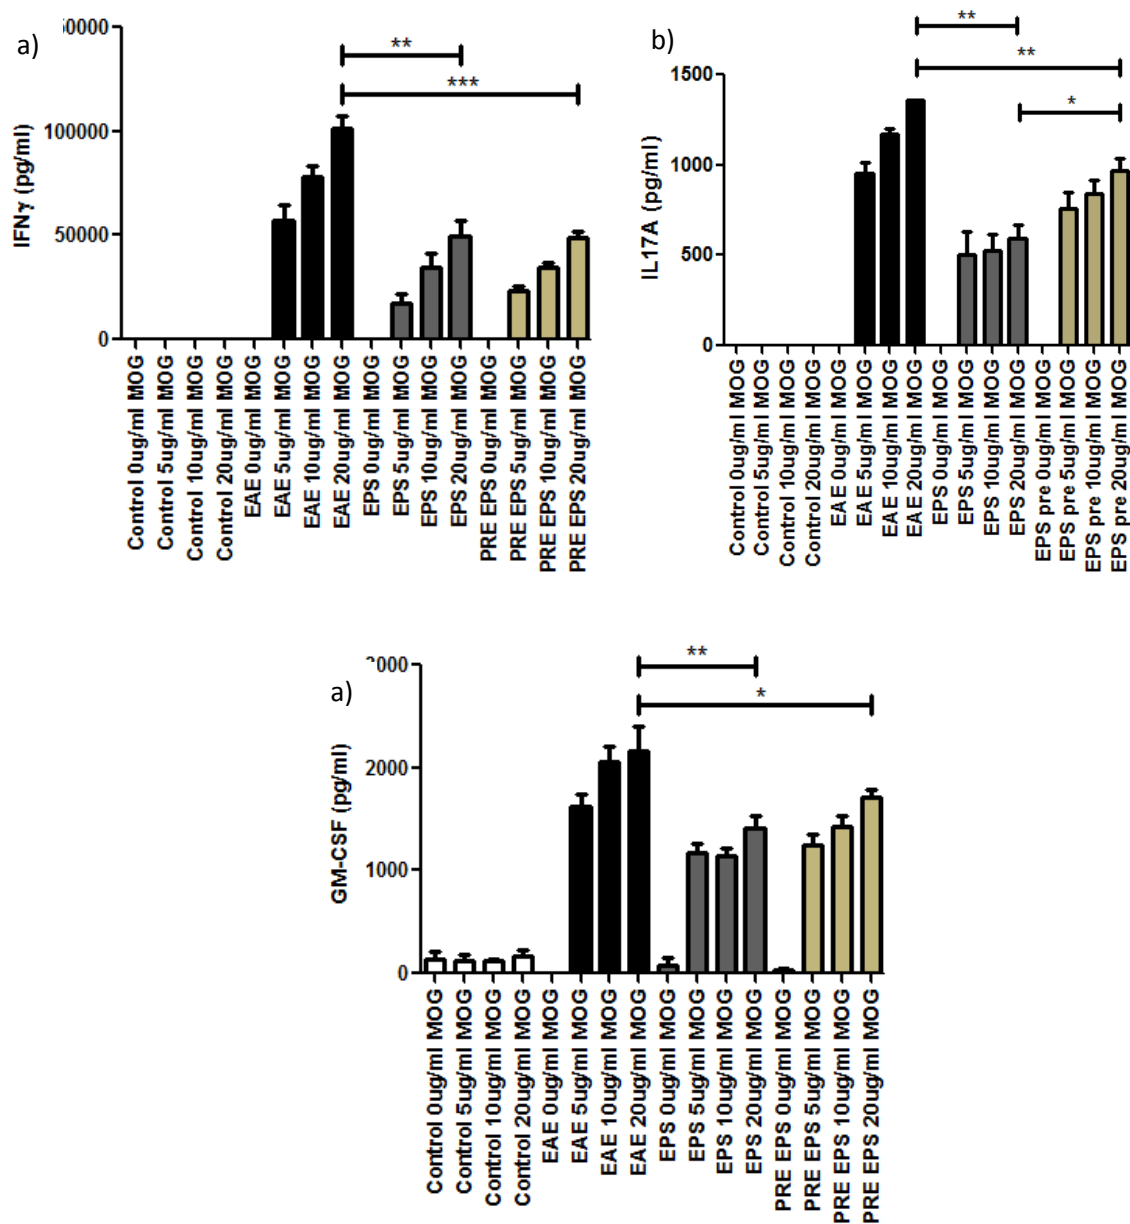 a)
50000
100000
50000
0
IFNγ (pg/ml)
**
***
Control 0ug/ml MOG
Control 5ug/ml MOG
Control 10ug/ml MOG
Control 20ug/ml MOG
EAE 0ug/ml MOG
EAE 5ug/ml MOG
EAE 10ug/ml MOG
EAE 20ug/ml MOG
EPS 0ug/ml MOG
EPS 5ug/ml MOG
EPS 10ug/ml MOG
EPS 20ug/ml MOG
PRE EPS 0ug/ml MOG
PRE EPS 5ug/ml MOG
PRE EPS 10ug/ml MOG
PRE EPS 20ug/ml MOG
b)
1500
1000
500
0
IL17A (pg/ml)
**
**
*
Control 0ug/ml MOG
Control 5ug/ml MOG
Control 10ug/ml MOG
Control 20ug/ml MOG
EAE 0ug/ml MOG
EAE 5ug/ml MOG
EAE 10ug/ml MOG
EAE 20ug/ml MOG
EPS 0ug/ml MOG
EPS 5ug/ml MOG
EPS 10ug/ml MOG
EPS 20ug/ml MOG
EPS pre 0ug/ml MOG
EPS pre 5ug/ml MOG
EPS pre 10ug/ml MOG
EPS pre 20ug/ml MOG
a)
3000
2000
1000
0
GM-CSF (pg/ml)
**
*
Control 0ug/ml MOG
Control 5ug/ml MOG
Control 10ug/ml MOG
Control 20ug/ml MOG
EAE 0ug/ml MOG
EAE 5ug/ml MOG
EAE 10ug/ml MOG
EAE 20ug/ml MOG
EPS 0ug/ml MOG
EPS 5ug/ml MOG
EPS 10ug/ml MOG
EPS 20ug/ml MOG
PRE EPS 0ug/ml MOG
PRE EPS 5ug/ml MOG
PRE EPS 10ug/ml MOG
PRE EPS 20ug/ml MOG